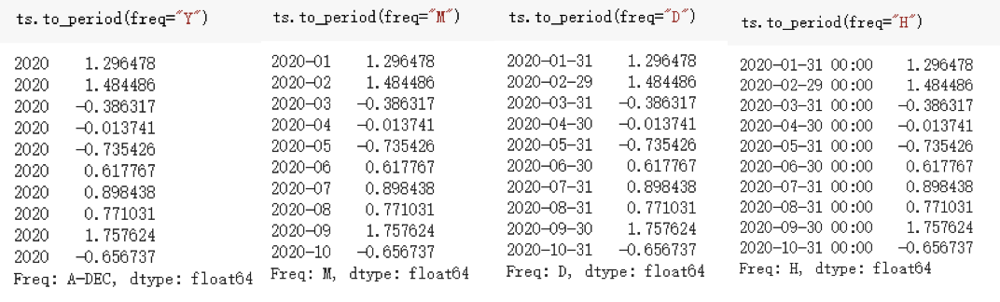 ts.to_period(freq="Y")
2020 1.296478
2020 1.484486
2020 -0.386317
2020 -0.013741
2020 -0.735426
2020 0.617767
2020 0.898438
2020 0.771031
2020 1.757624
2020 -0.656737
Freq: A-DEC, dtype: float64
ts.to_period(freq="M")
2020-01 1.296478
2020-02 1.484486
2020-03 -0.386317
2020-04 -0.013741
2020-05 -0.735426
2020-06 0.617767
2020-07 0.898438
2020-08 0.771031
2020-09 1.757624
2020-10 -0.656737
Freq: M, dtype: float64
ts.to_period(freq="D")
2020-01-31 1.296478
2020-02-29 1.484486
2020-03-31 -0.386317
2020-04-30 -0.013741
2020-05-31 -0.735426
2020-06-30 0.617767
2020-07-31 0.898438
2020-08-31 0.771031
2020-09-30 1.757624
2020-10-31 -0.656737
Freq: D, dtype: float64
ts.to_period(freq="H")
2020-01-31 00:00 1.296478
2020-02-29 00:00 1.484486
2020-03-31 00:00 -0.386317
2020-04-30 00:00 -0.013741
2020-05-31 00:00 -0.735426
2020-06-30 00:00 0.617767
2020-07-31 00:00 0.898438
2020-08-31 00:00 0.771031
2020-09-30 00:00 1.757624
2020-10-31 00:00 -0.656737
Freq: H, dtype: float64